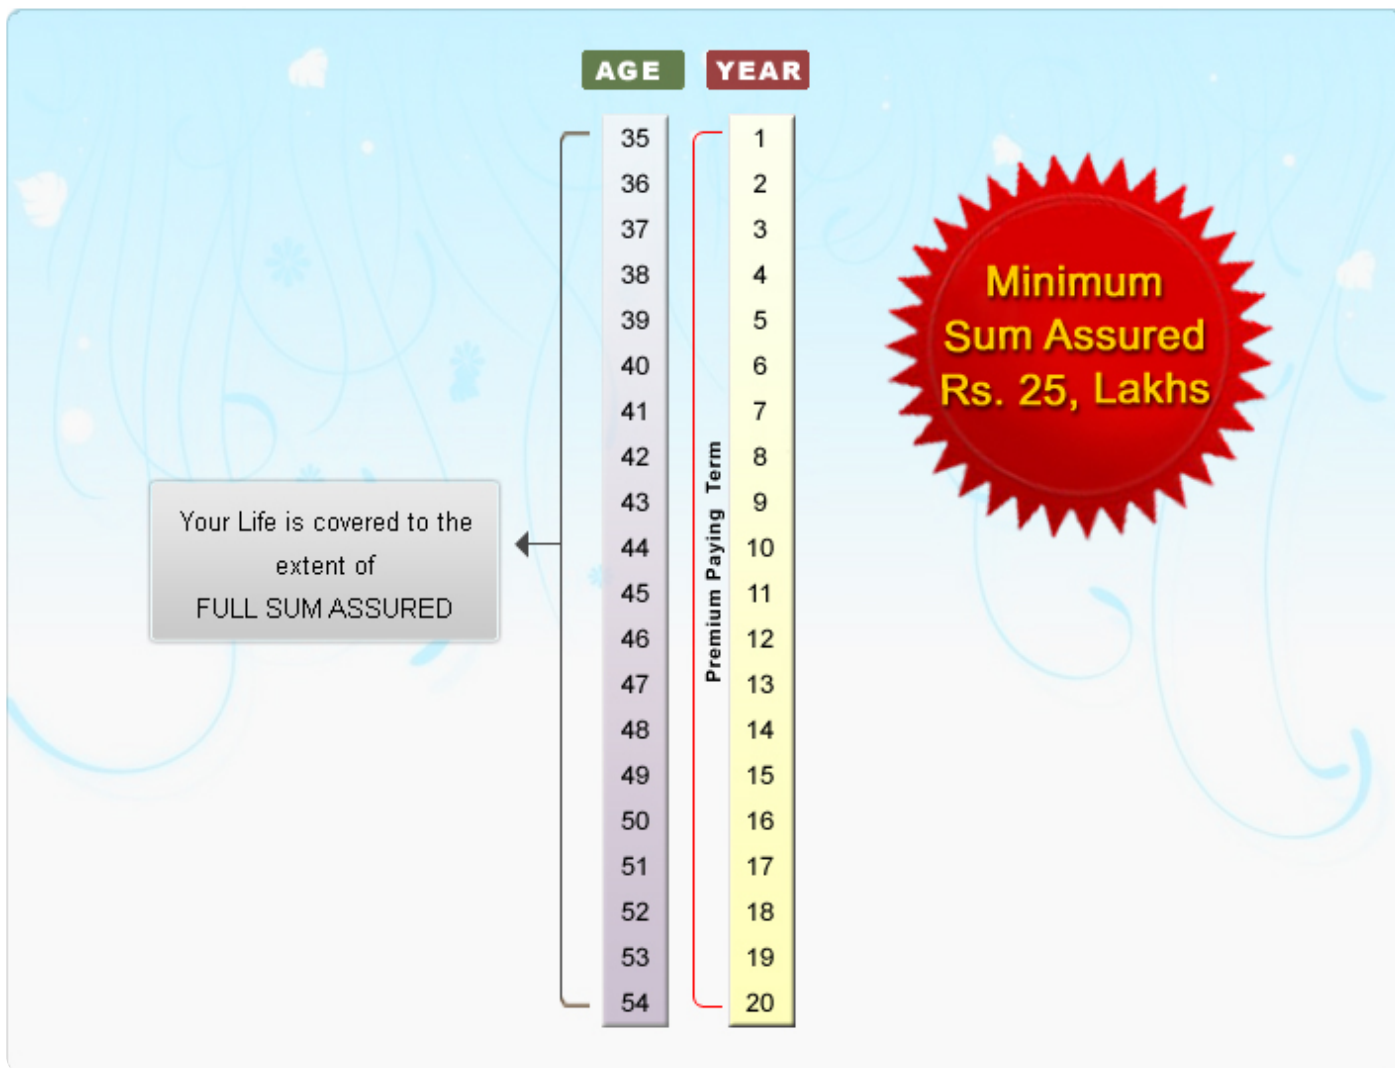 AGE YEAR
35 1
36 2
37 3
38 4
39 5
40 6
41 7
42 8
43 9
44 10
45 11
46 12
47 13
48 14
49 15
50 16
51 17
52 18
53 19
54 20
Premium Paying Term
Your Life is covered to the
extent of
FULL SUM ASSURED
Minimum
Sum Assured
Rs. 25, Lakhs